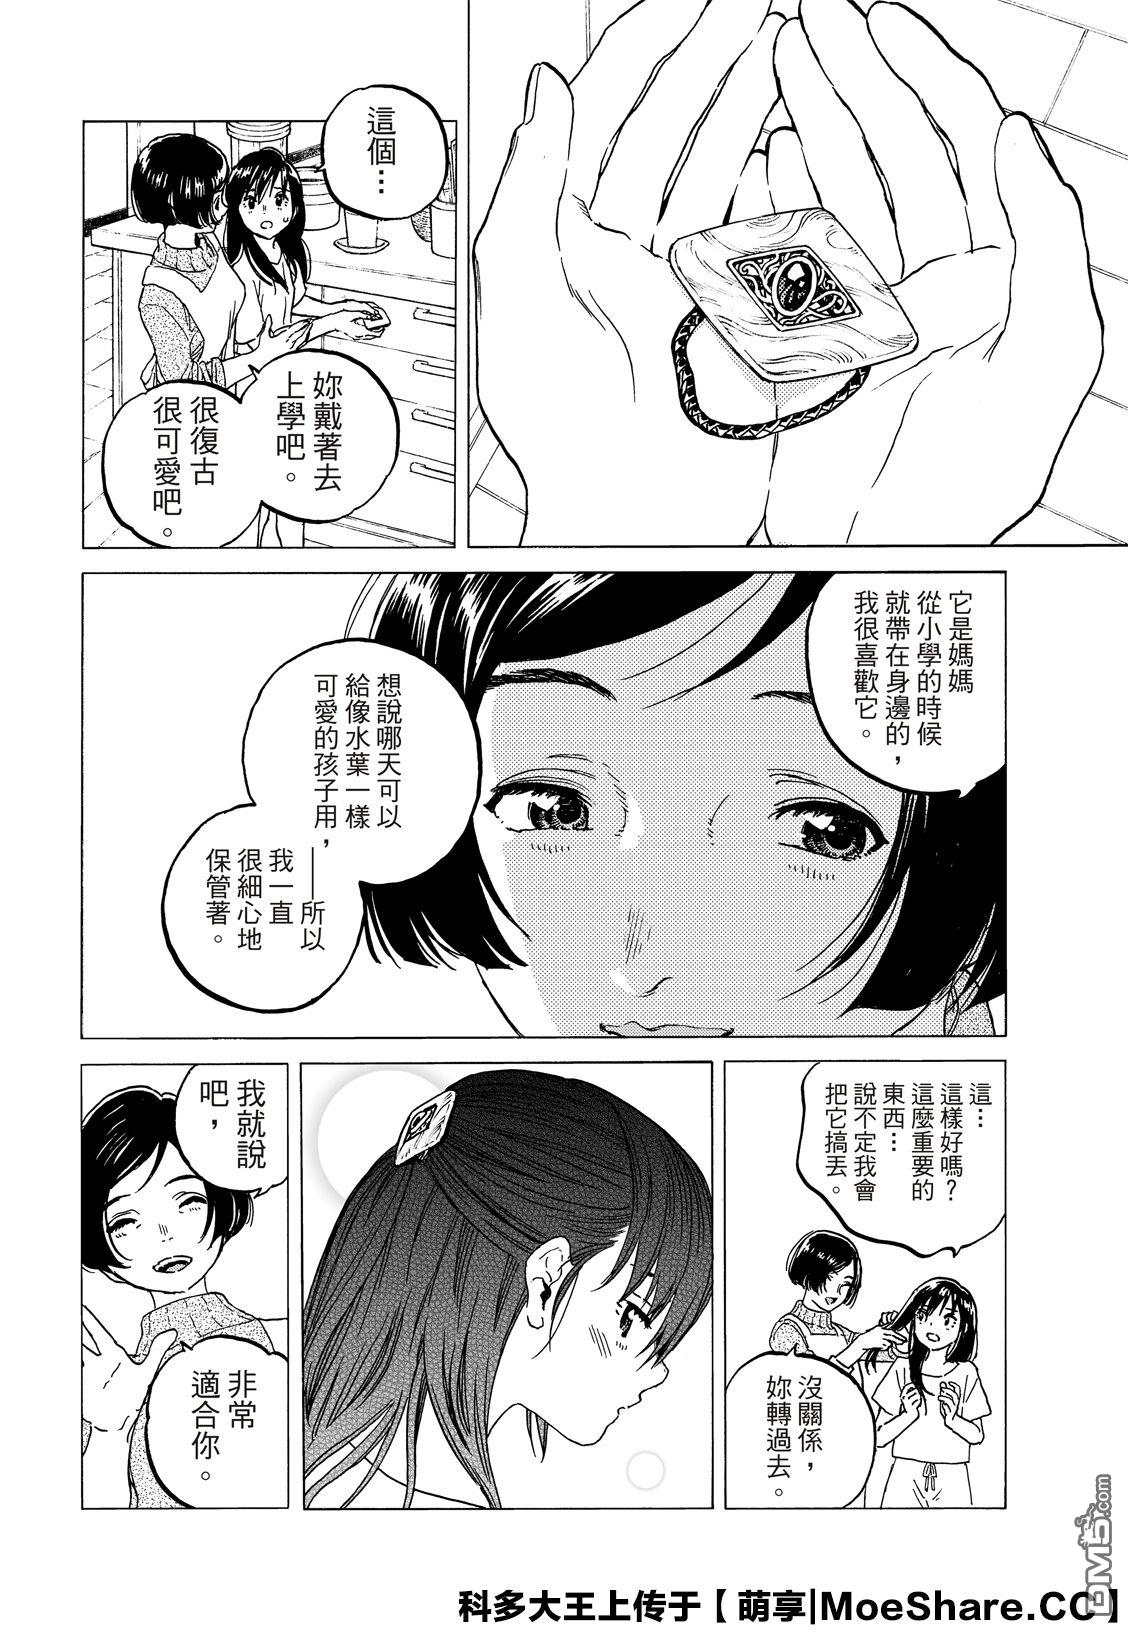 這個…
妳戴著去
上學吧。
很復古
很可愛吧。
它是媽媽
從小學的時候
就帶在身邊的，
我很喜歡它。
想說哪天可以
給像水葉一樣
可愛的孩子用，
——所以
我一直
很細心地
保管著。
這…
這樣好嗎？
這麼重要的
東西…
說不定我會
把它搞丟。
沒關係，
妳轉過去。
我就說
吧，
非常
適合你。
DM5.com
科多大王上传于【萌享|MoeShare.CC】